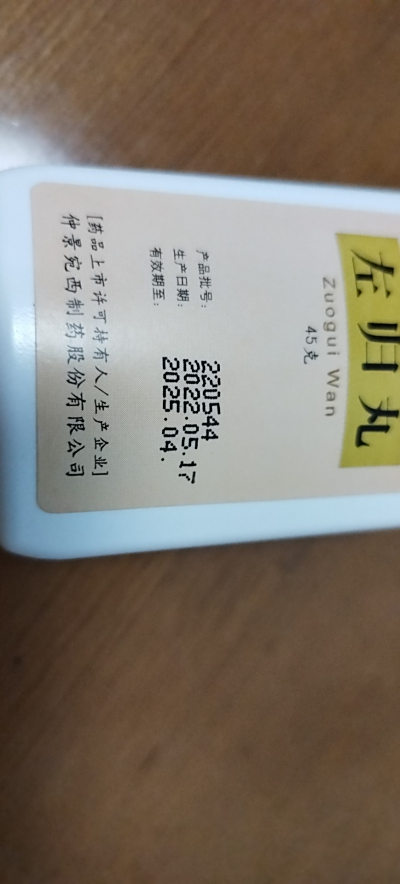 左归丸
Zuogui Wan
45克
产品批号：220544
生产日期：2022.05.17
有效期至：2025.04.
[药品上市许可持有人/生产企业]
仲景宛西制药股份有限公司